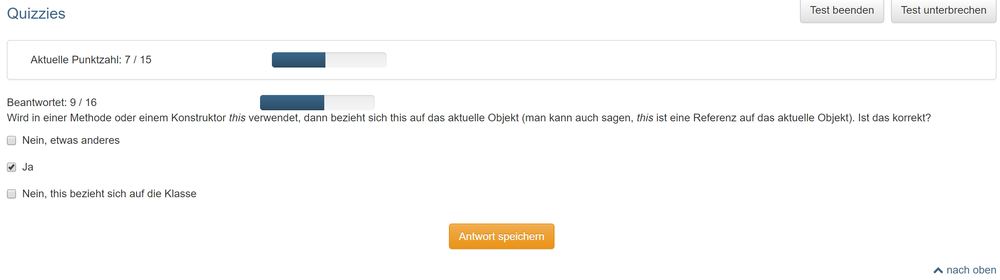 Quizzies
Test beenden
Test unterbrechen
Aktuelle Punktzahl: 7 / 15
Beantwortet: 9 / 16
Wird in einer Methode oder einem Konstruktor this verwendet, dann bezieht sich this auf das aktuelle Objekt (man kann auch sagen, this ist eine Referenz auf das aktuelle Objekt). Ist das korrekt?
Nein, etwas anderes
Ja
Nein, this bezieht sich auf die Klasse
Antwort speichern
nach oben